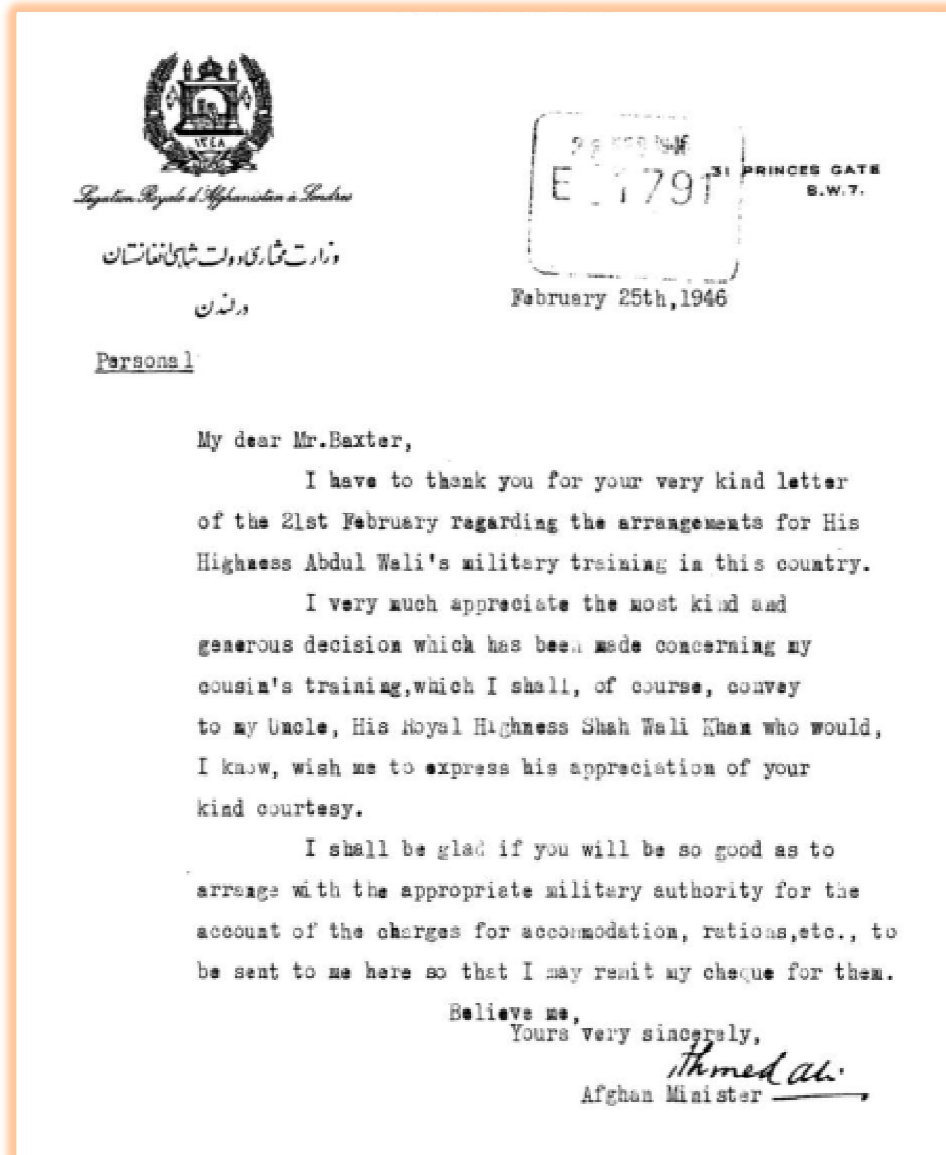 ١٢٤٨
Legation Royale d'Afghanistan à Londres
وزارت مختاری دولت شاهی افغانستان
در لندن
FEB 1946
E 1791
31 PRINCES GATE
S.W.7.
February 25th,1946
Personal
My dear Mr.Baxter,
I have to thank you for your very kind letter
of the 21st February regarding the arrangements for His
Highness Abdul Wali's military training in this country.
I very much appreciate the most kind and
generous decision which has been made concerning my
cousin's training,which I shall, of course, convey
to my Uncle, His Royal Highness Shah Wali Khan who would,
I know, wish me to express his appreciation of your
kind courtesy.
I shall be glad if you will be so good as to
arrange with the appropriate military authority for the
account of the charges for accommodation, rations,etc., to
be sent to me here so that I may remit my cheque for them.
Believe me,
Yours very sincerely,
Ahmed Ali
Afghan Minister